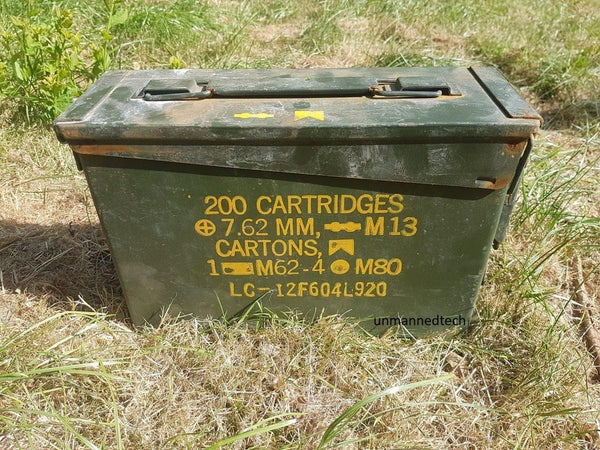 200 CARTRIDGES
7.62 MM, M13
CARTONS,
1 M62-4 M80
LC-12F604L920
unmannedtech